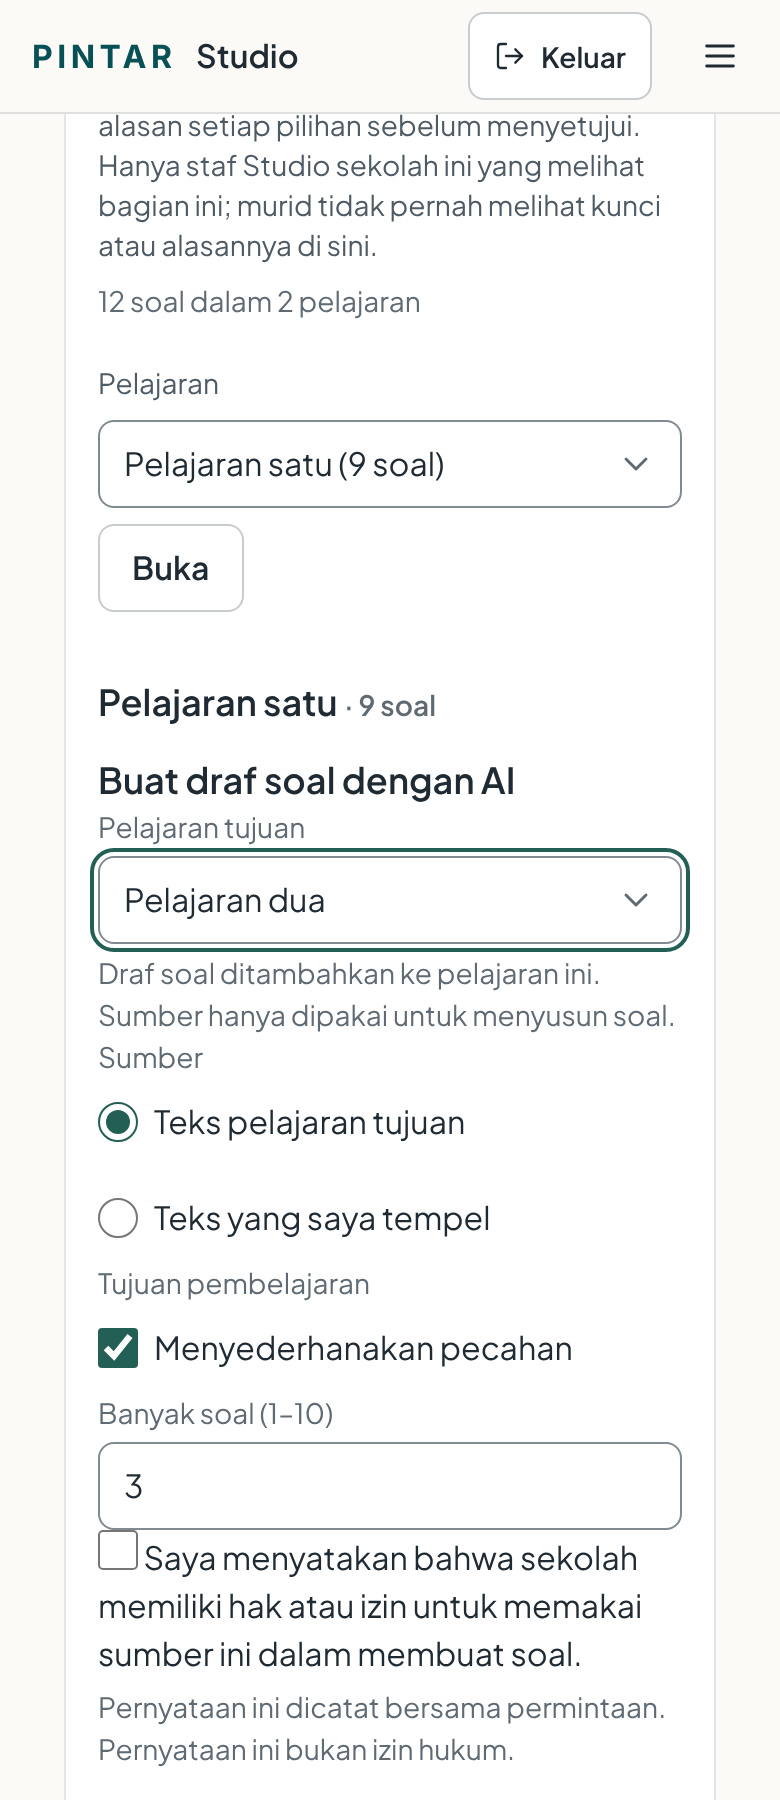 PINTAR Studio
Keluar
alasan setiap pilihan sebelum menyetujui.
Hanya staf Studio sekolah ini yang melihat
bagian ini; murid tidak pernah melihat kunci
atau alasannya di sini.
12 soal dalam 2 pelajaran
Pelajaran
Pelajaran satu (9 soal)
Buka
Pelajaran satu · 9 soal
Buat draf soal dengan AI
Pelajaran tujuan
Pelajaran dua
Draf soal ditambahkan ke pelajaran ini.
Sumber hanya dipakai untuk menyusun soal.
Sumber
Teks pelajaran tujuan
Teks yang saya tempel
Tujuan pembelajaran
Menyederhanakan pecahan
Banyak soal (1–10)
3
Saya menyatakan bahwa sekolah
memiliki hak atau izin untuk memakai
sumber ini dalam membuat soal.
Pernyataan ini dicatat bersama permintaan.
Pernyataan ini bukan izin hukum.